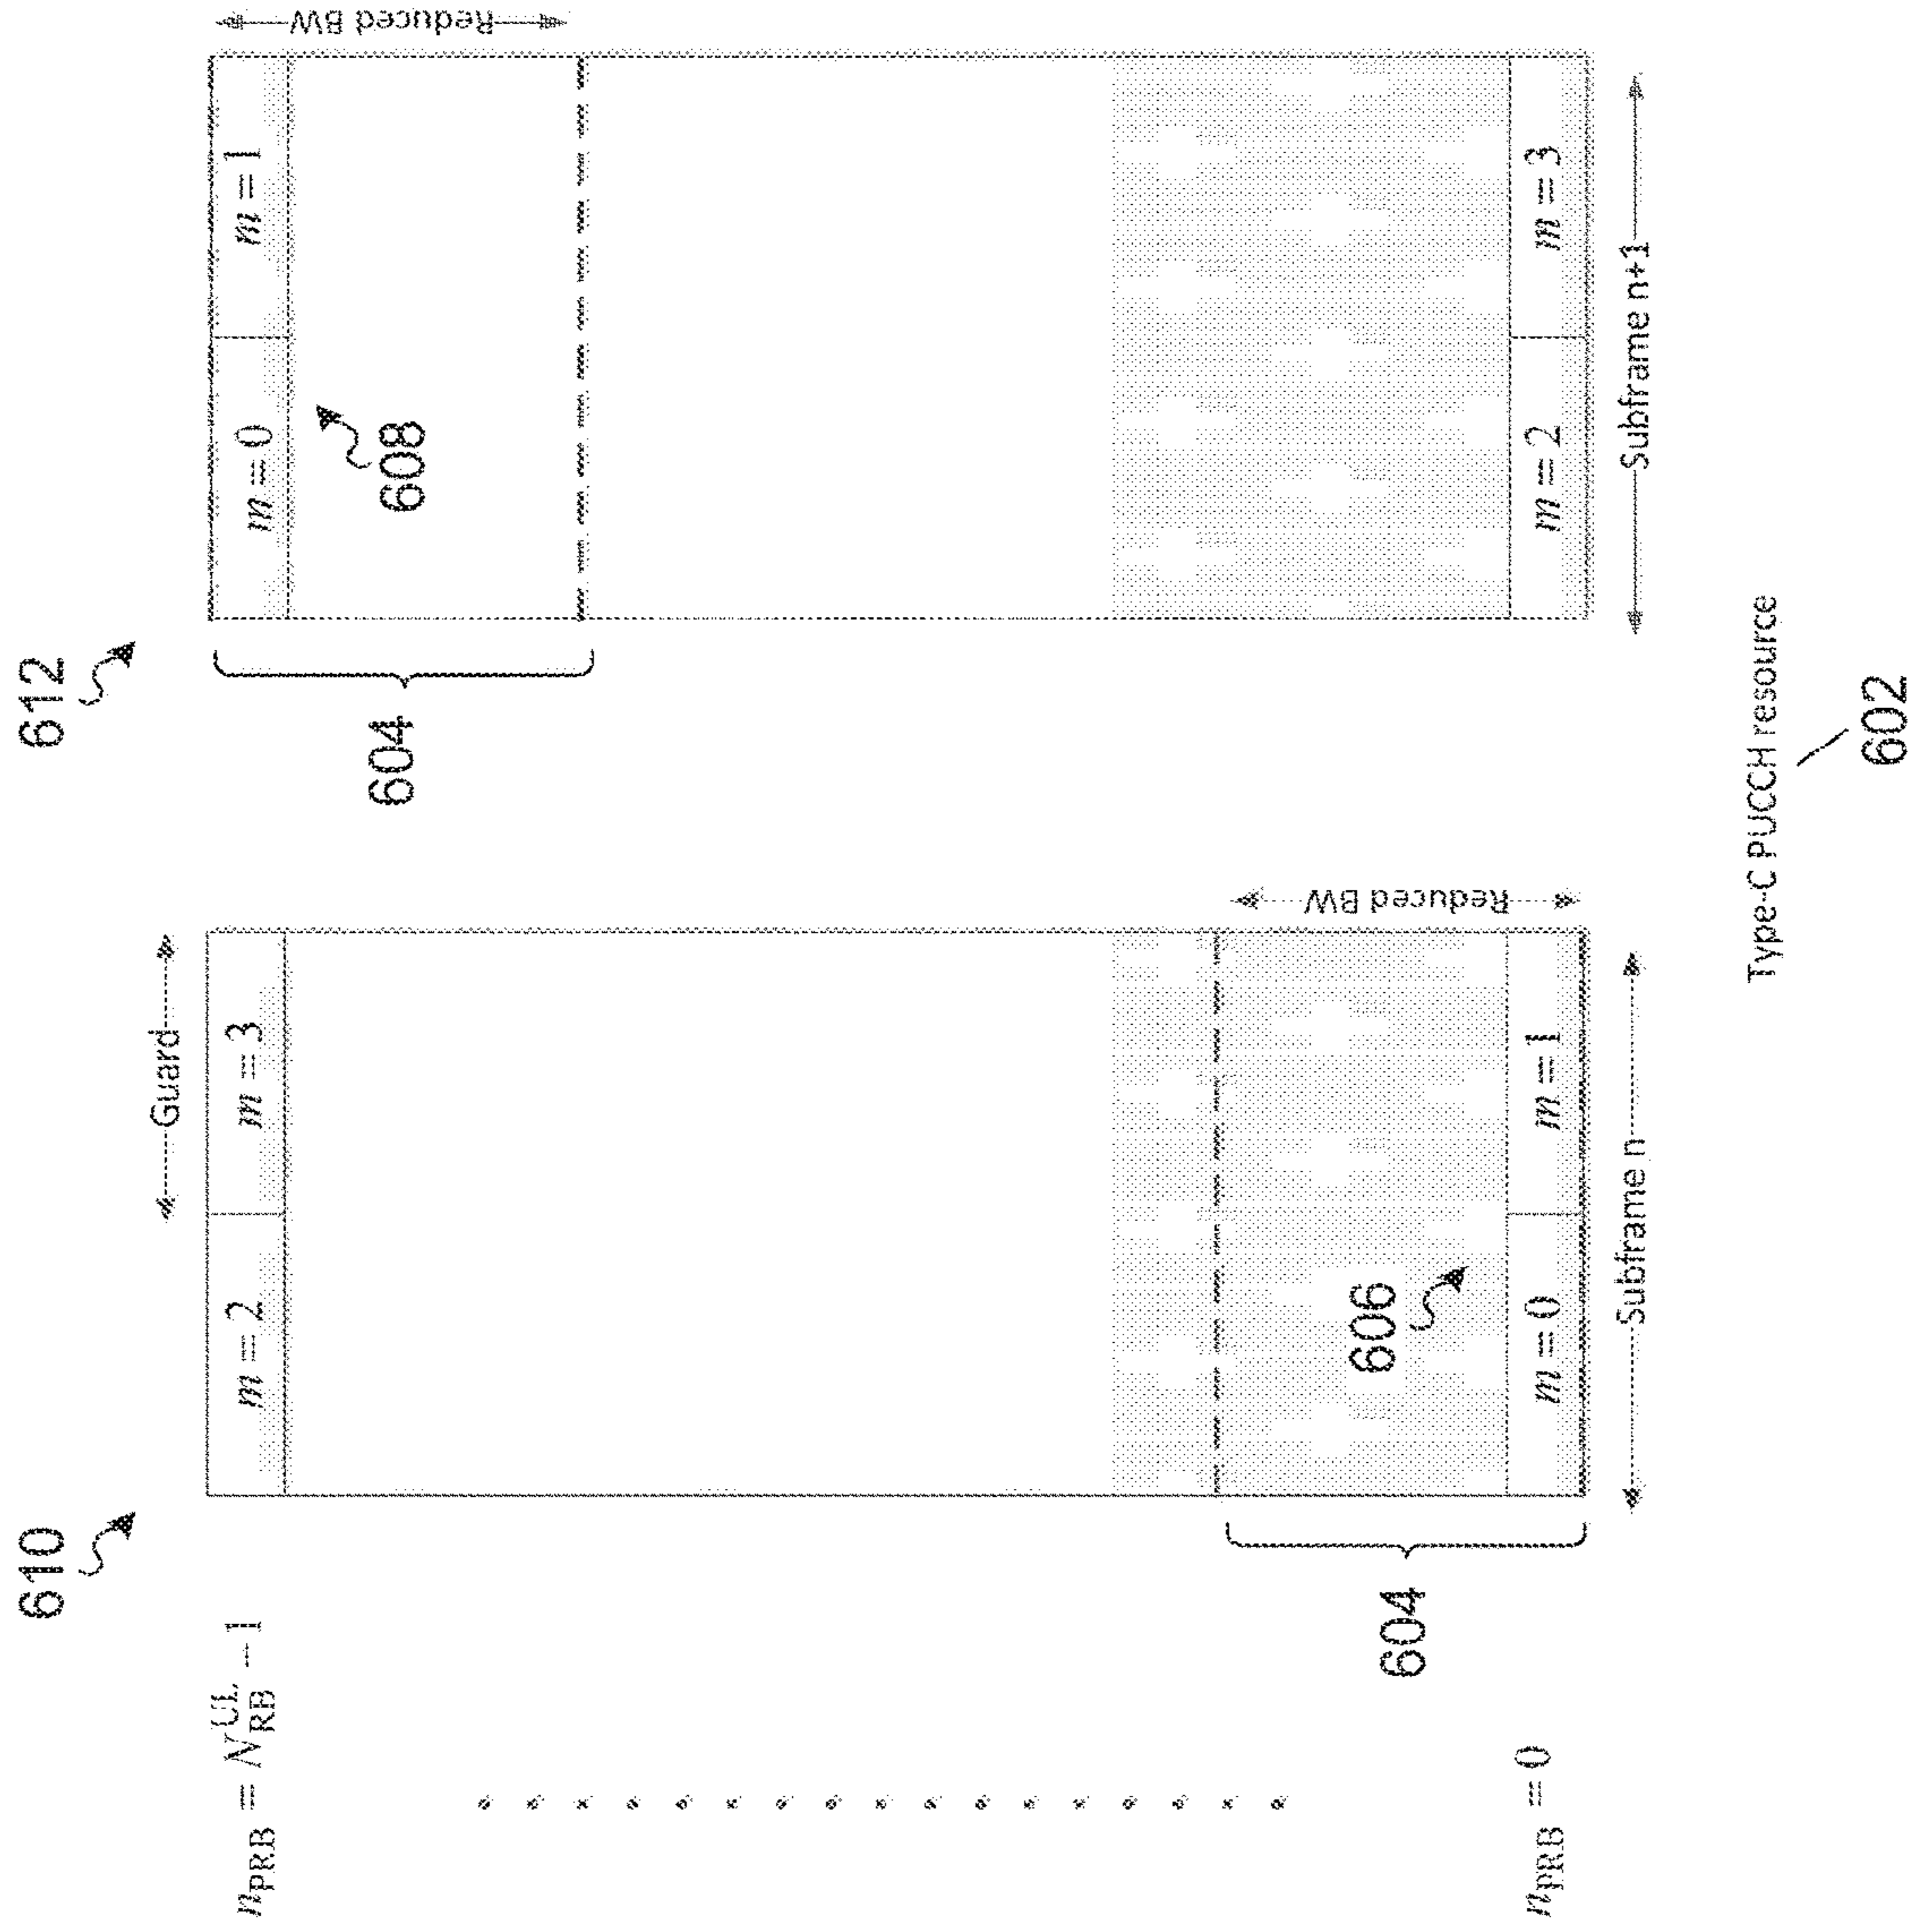 610
612
Guard
n_PRB = N_RB^UL − 1
m = 2
m = 3
m = 0
m = 1
Reduced BW
604
608
606
604
Reduced BW
n_PRB = 0
m = 0
m = 1
m = 2
m = 3
Subframe n
Subframe n+1
Type-C PUCCH resource
602